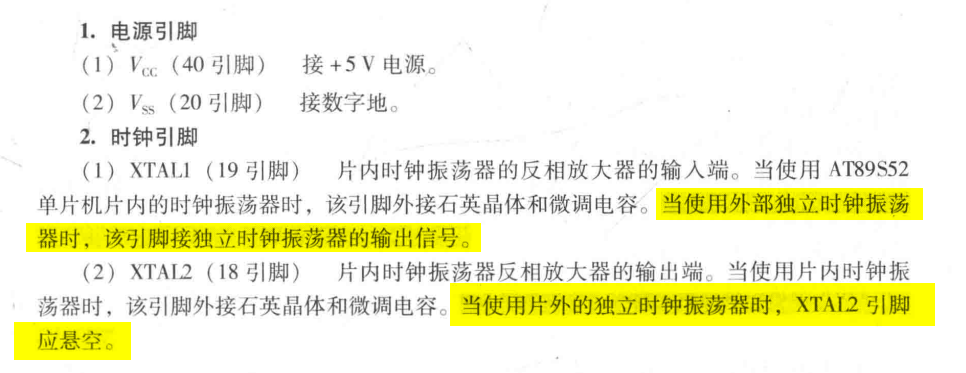 1. 电源引脚
(1) VCC (40 引脚) 接 +5 V 电源。
(2) VSS (20 引脚) 接数字地。
2. 时钟引脚
(1) XTAL1 (19 引脚) 片内时钟振荡器的反相放大器的输入端。当使用 AT89S52
单片机片内的时钟振荡器时，该引脚外接石英晶体和微调电容。当使用外部独立时钟振荡
器时，该引脚接独立时钟振荡器的输出信号。
(2) XTAL2 (18 引脚) 片内时钟振荡器反相放大器的输出端。当使用片内时钟振
荡器时，该引脚外接石英晶体和微调电容。当使用片外的独立时钟振荡器时，XTAL2 引脚
应悬空。